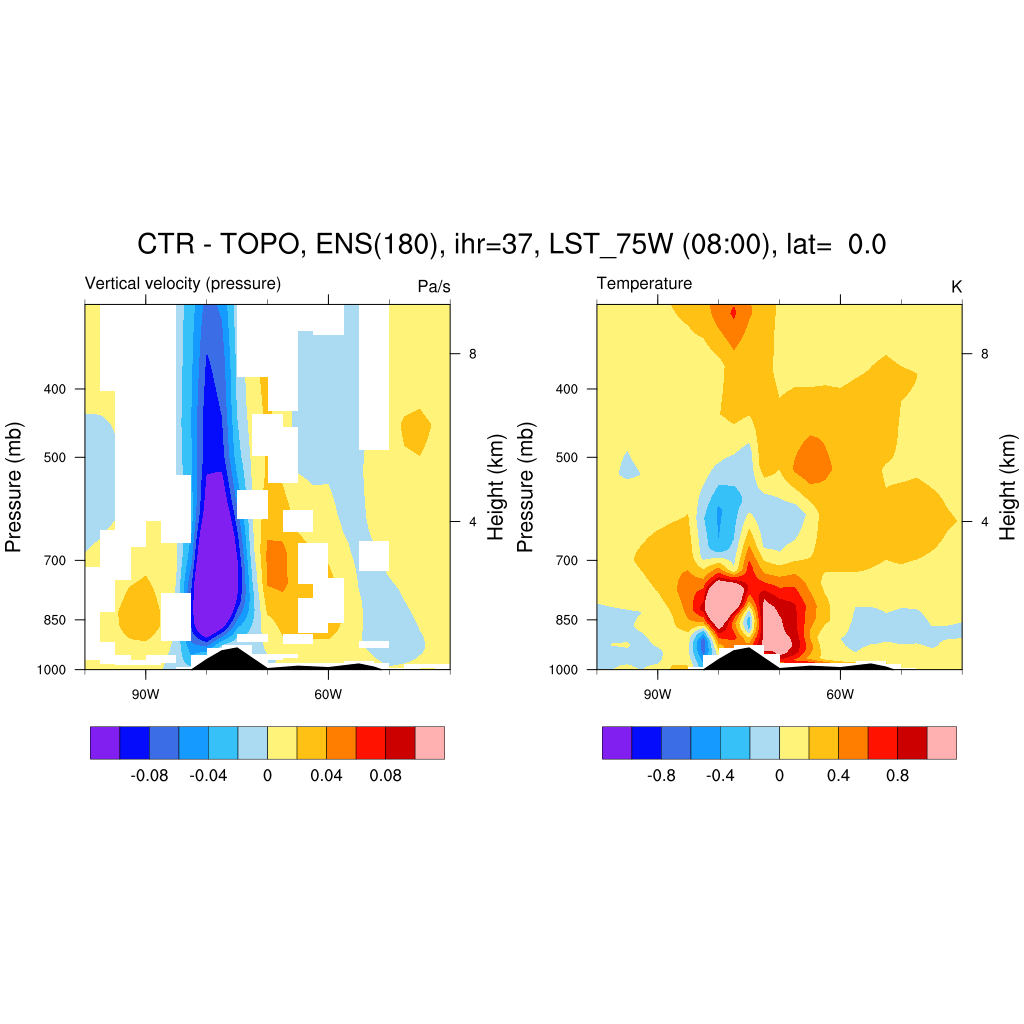 CTR - TOPO, ENS(180), ihr=37, LST_75W (08:00), lat=  0.0
Vertical velocity (pressure)
Pa/s
Pressure (mb)
400
500
700
850
1000
8
4
Height (km)
90W
60W
-0.08
-0.04
0
0.04
0.08
Temperature
K
Pressure (mb)
400
500
700
850
1000
8
4
Height (km)
90W
60W
-0.8
-0.4
0
0.4
0.8